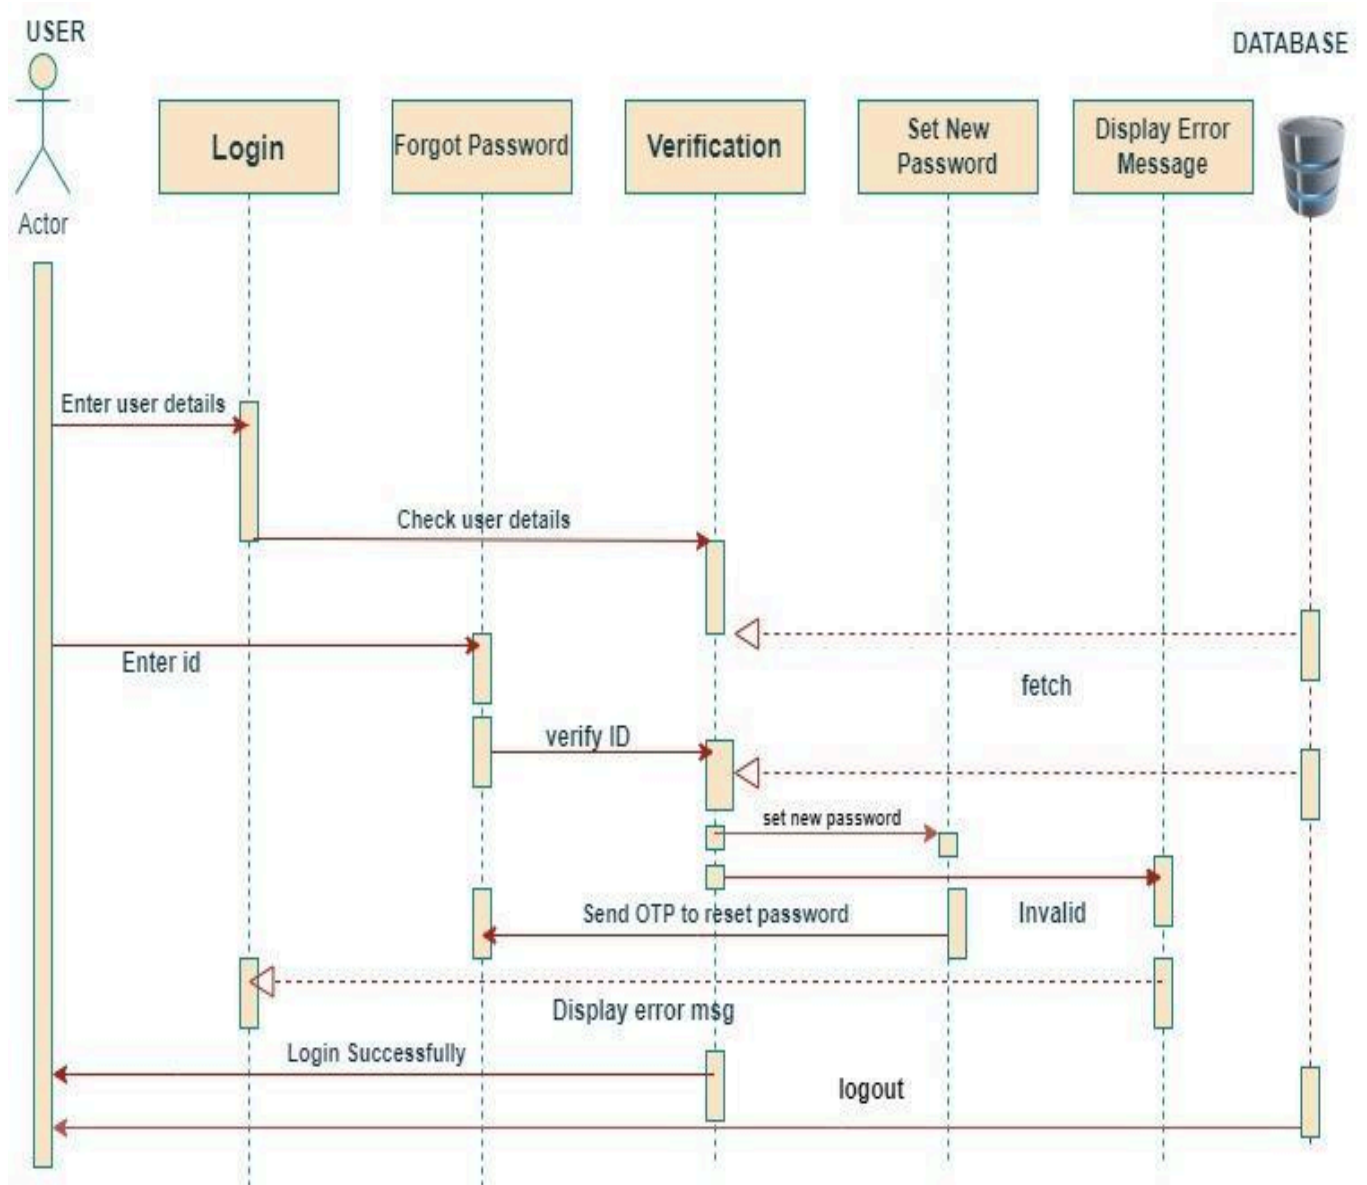 USER
DATABASE
Login
Forgot Password
Verification
Set New
Password
Display Error
Message
Actor
Enter user details
Check user details
Enter id
fetch
verify ID
set new password
Send OTP to reset password
Invalid
Display error msg
Login Successfully
logout